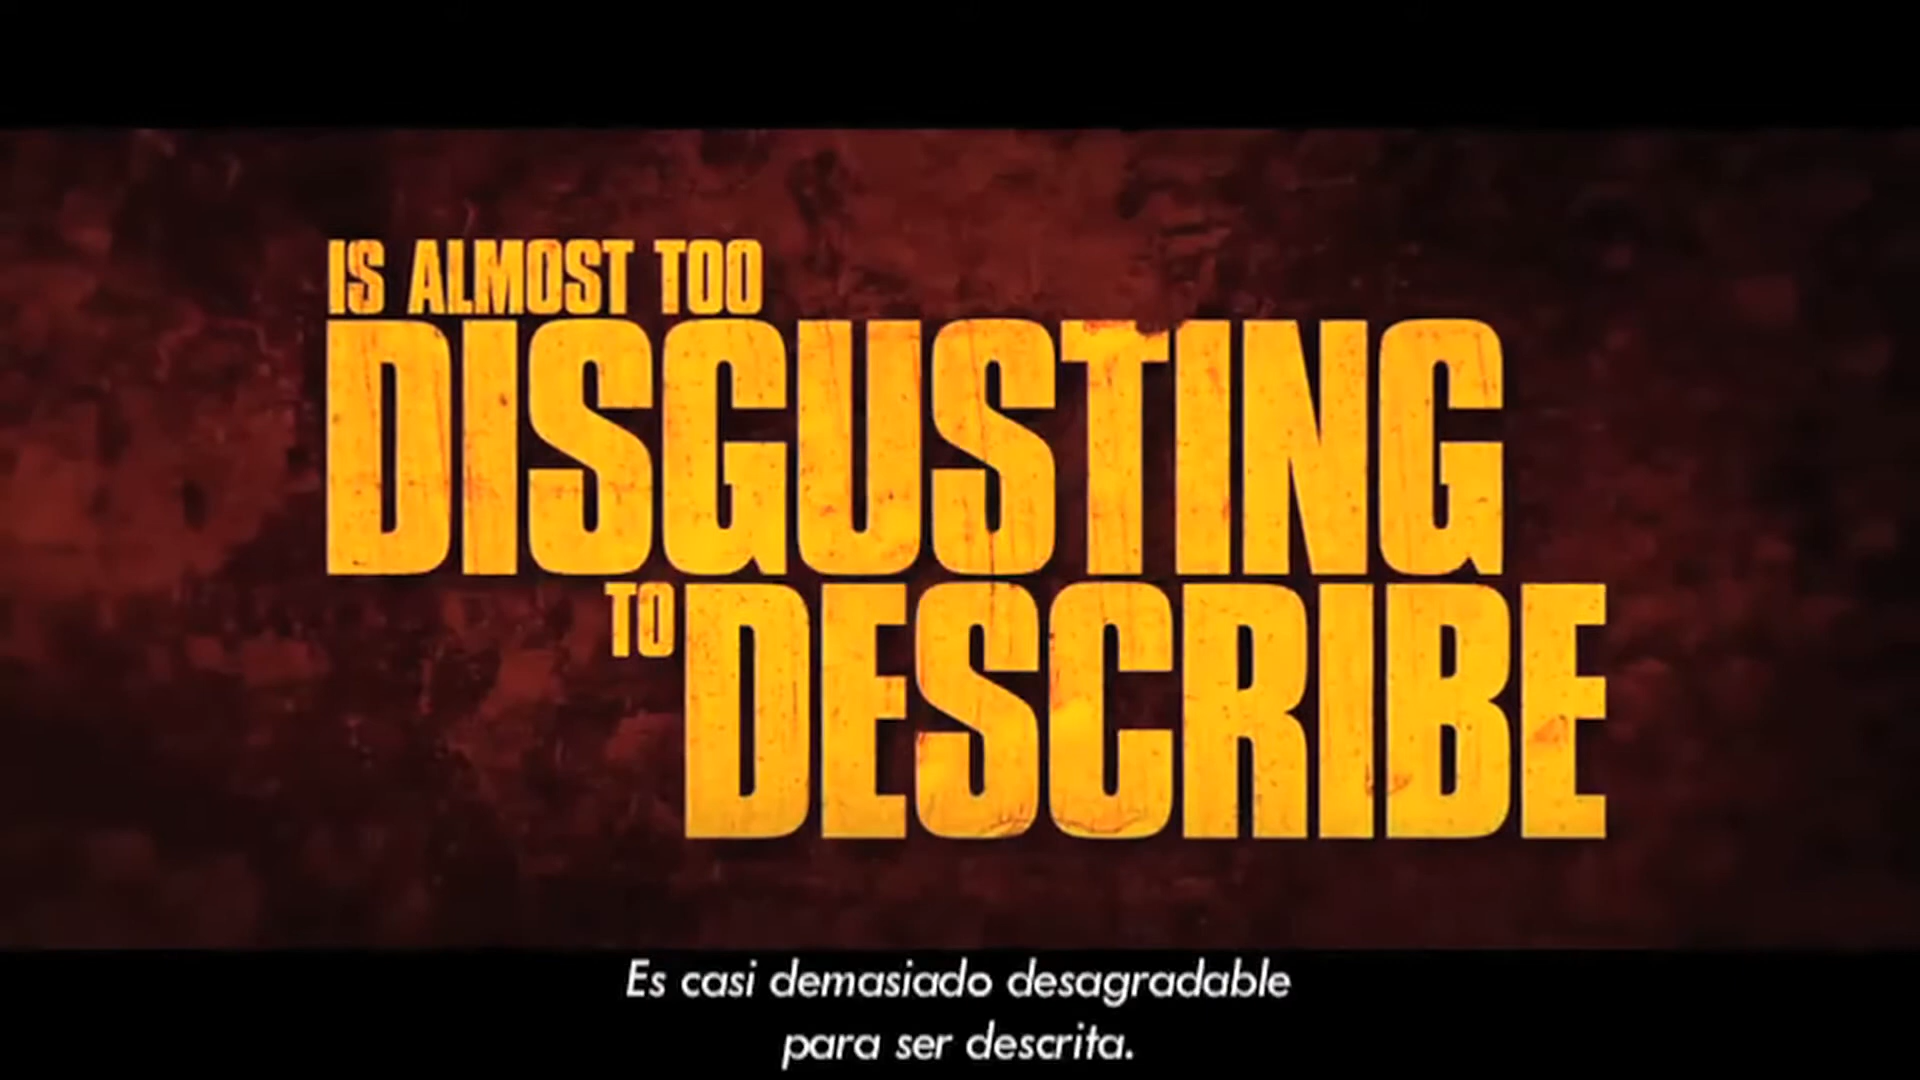 IS ALMOST TOO
DISGUSTING
TO DESCRIBE
Es casi demasiado desagradable
para ser descrita.